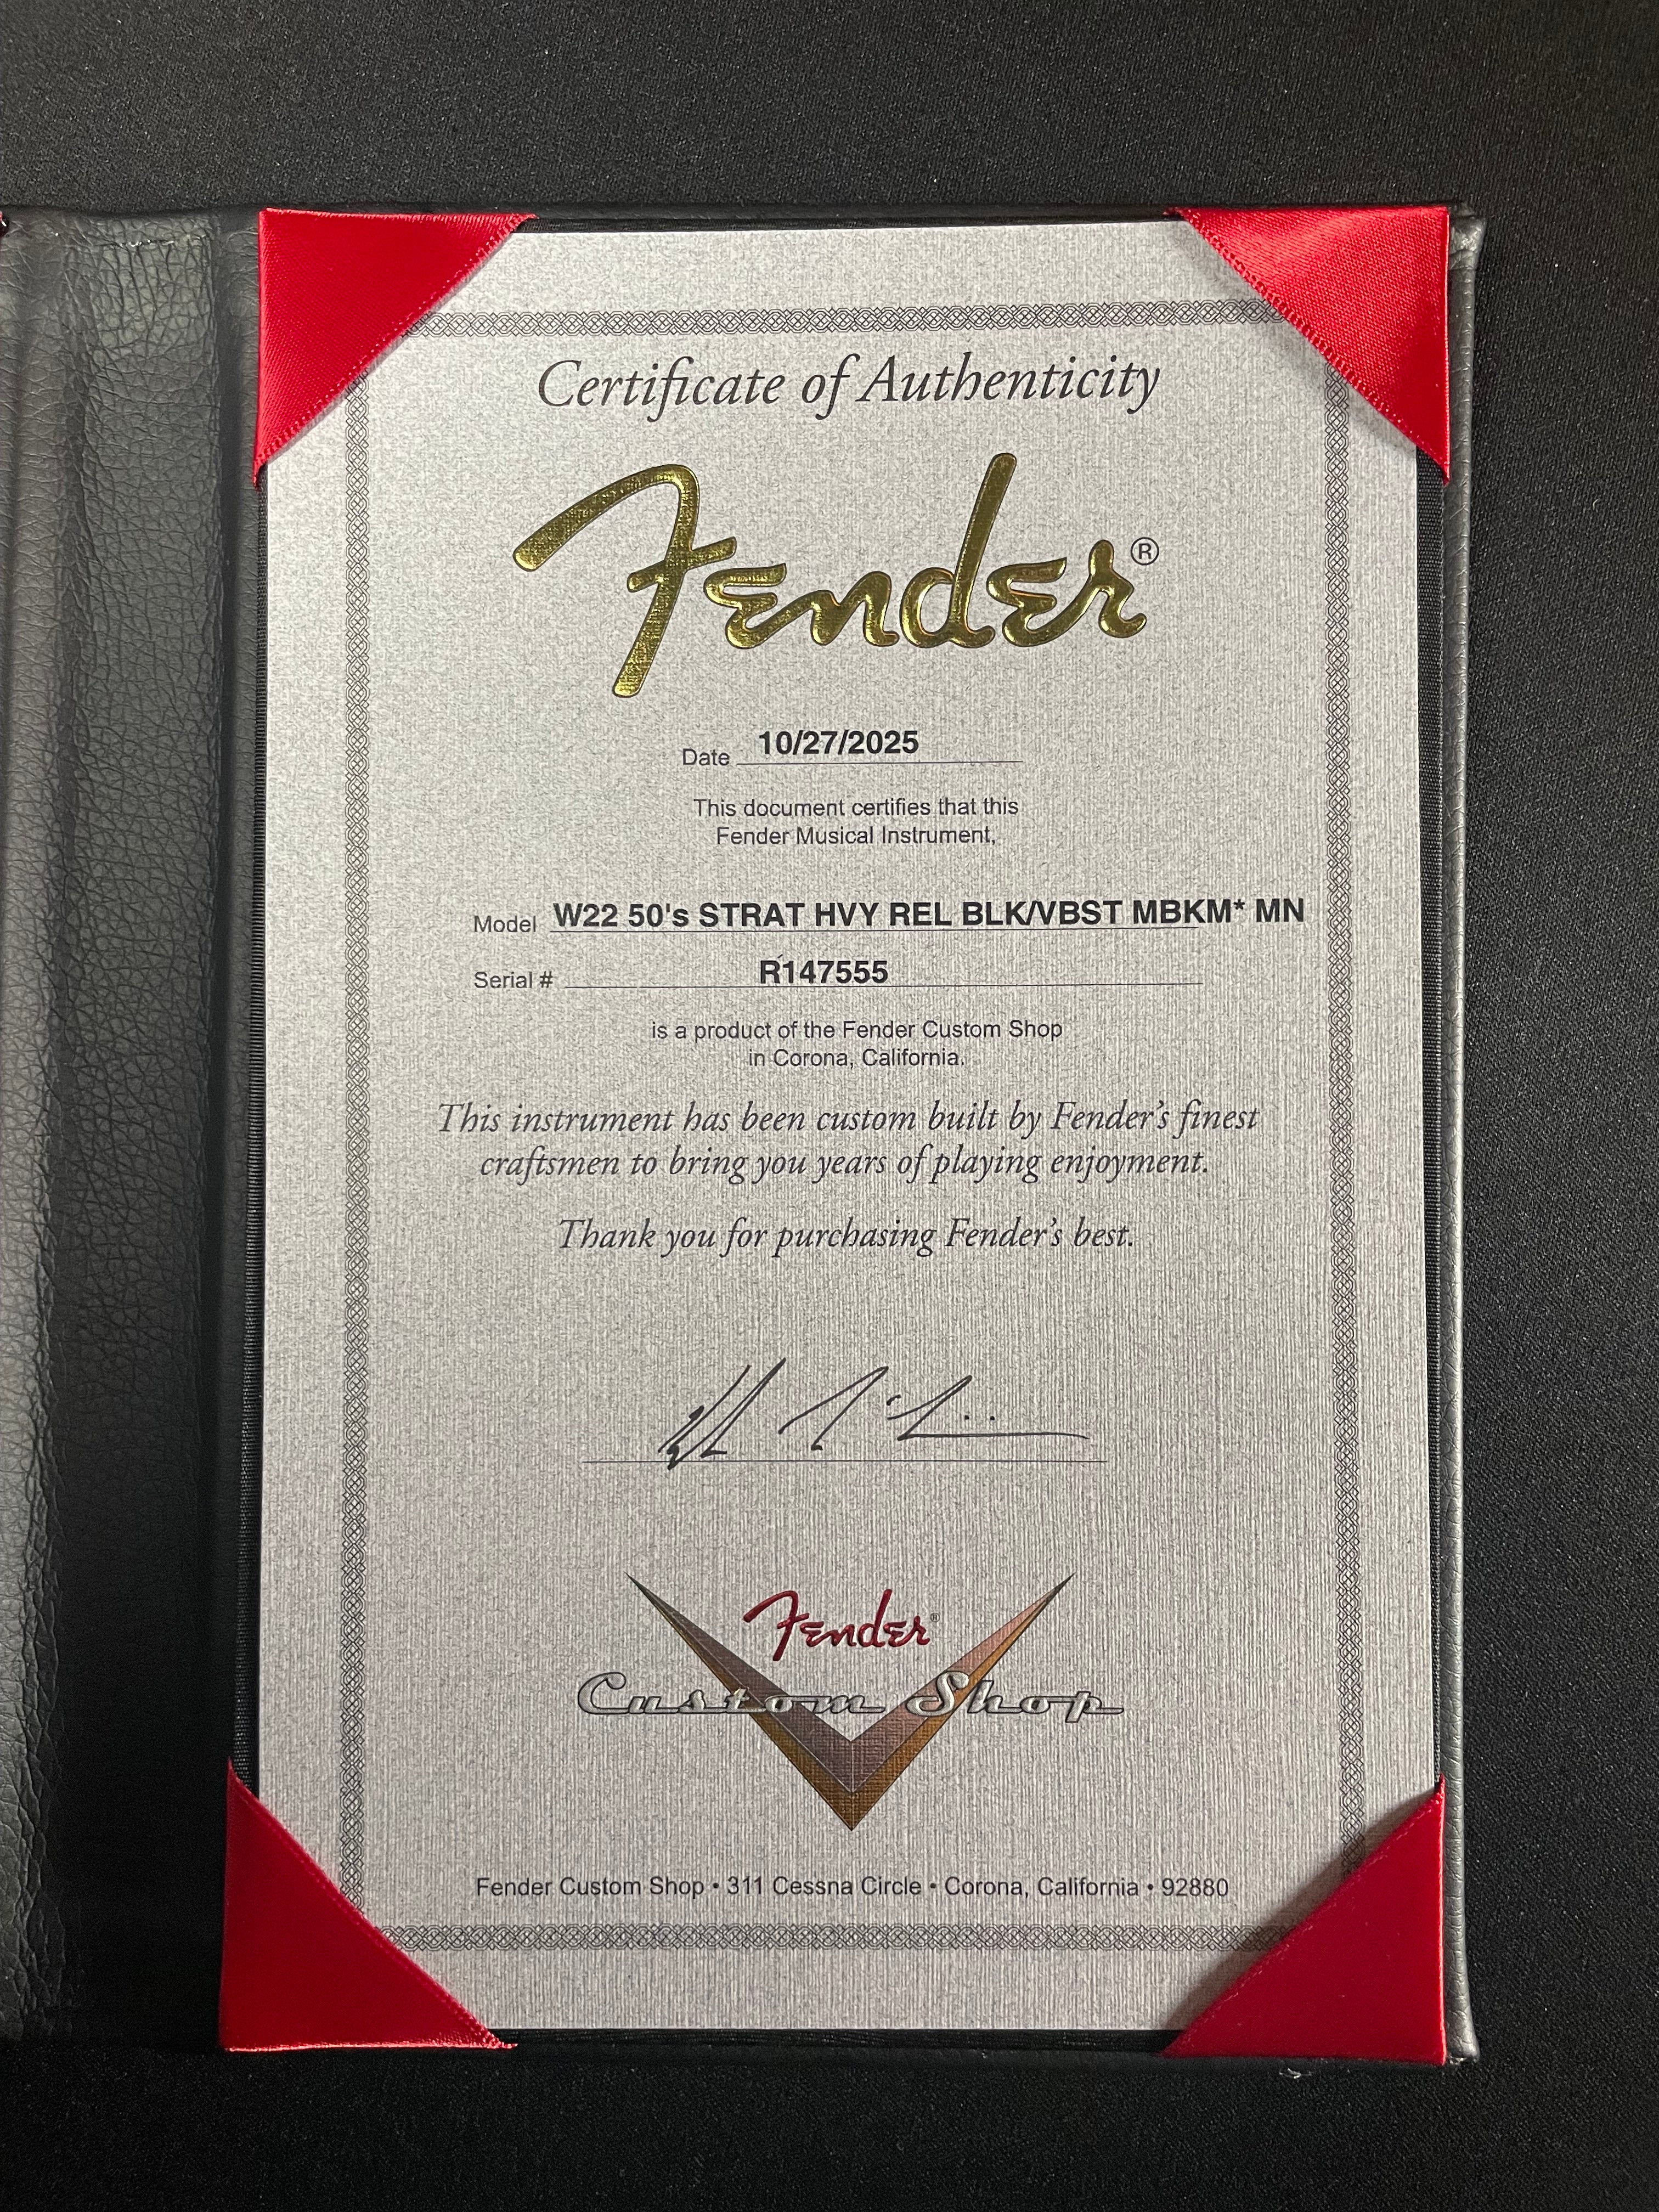 Certificate of Authenticity
Fender®
Date 10/27/2025
This document certifies that this
Fender Musical Instrument,
Model W22 50's STRAT HVY REL BLK/VBST MBKM* MN
Serial # R147555
is a product of the Fender Custom Shop
in Corona, California.
This instrument has been custom built by Fender's finest
craftsmen to bring you years of playing enjoyment.
Thank you for purchasing Fender's best.
Fender®
Custom Shop
Fender Custom Shop • 311 Cessna Circle • Corona, California • 92880